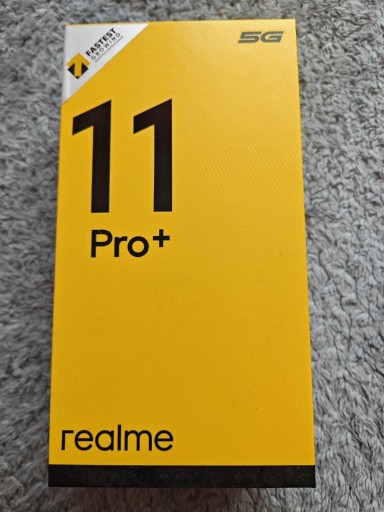 FASTEST
GROWING
5G
11
Pro+
realme